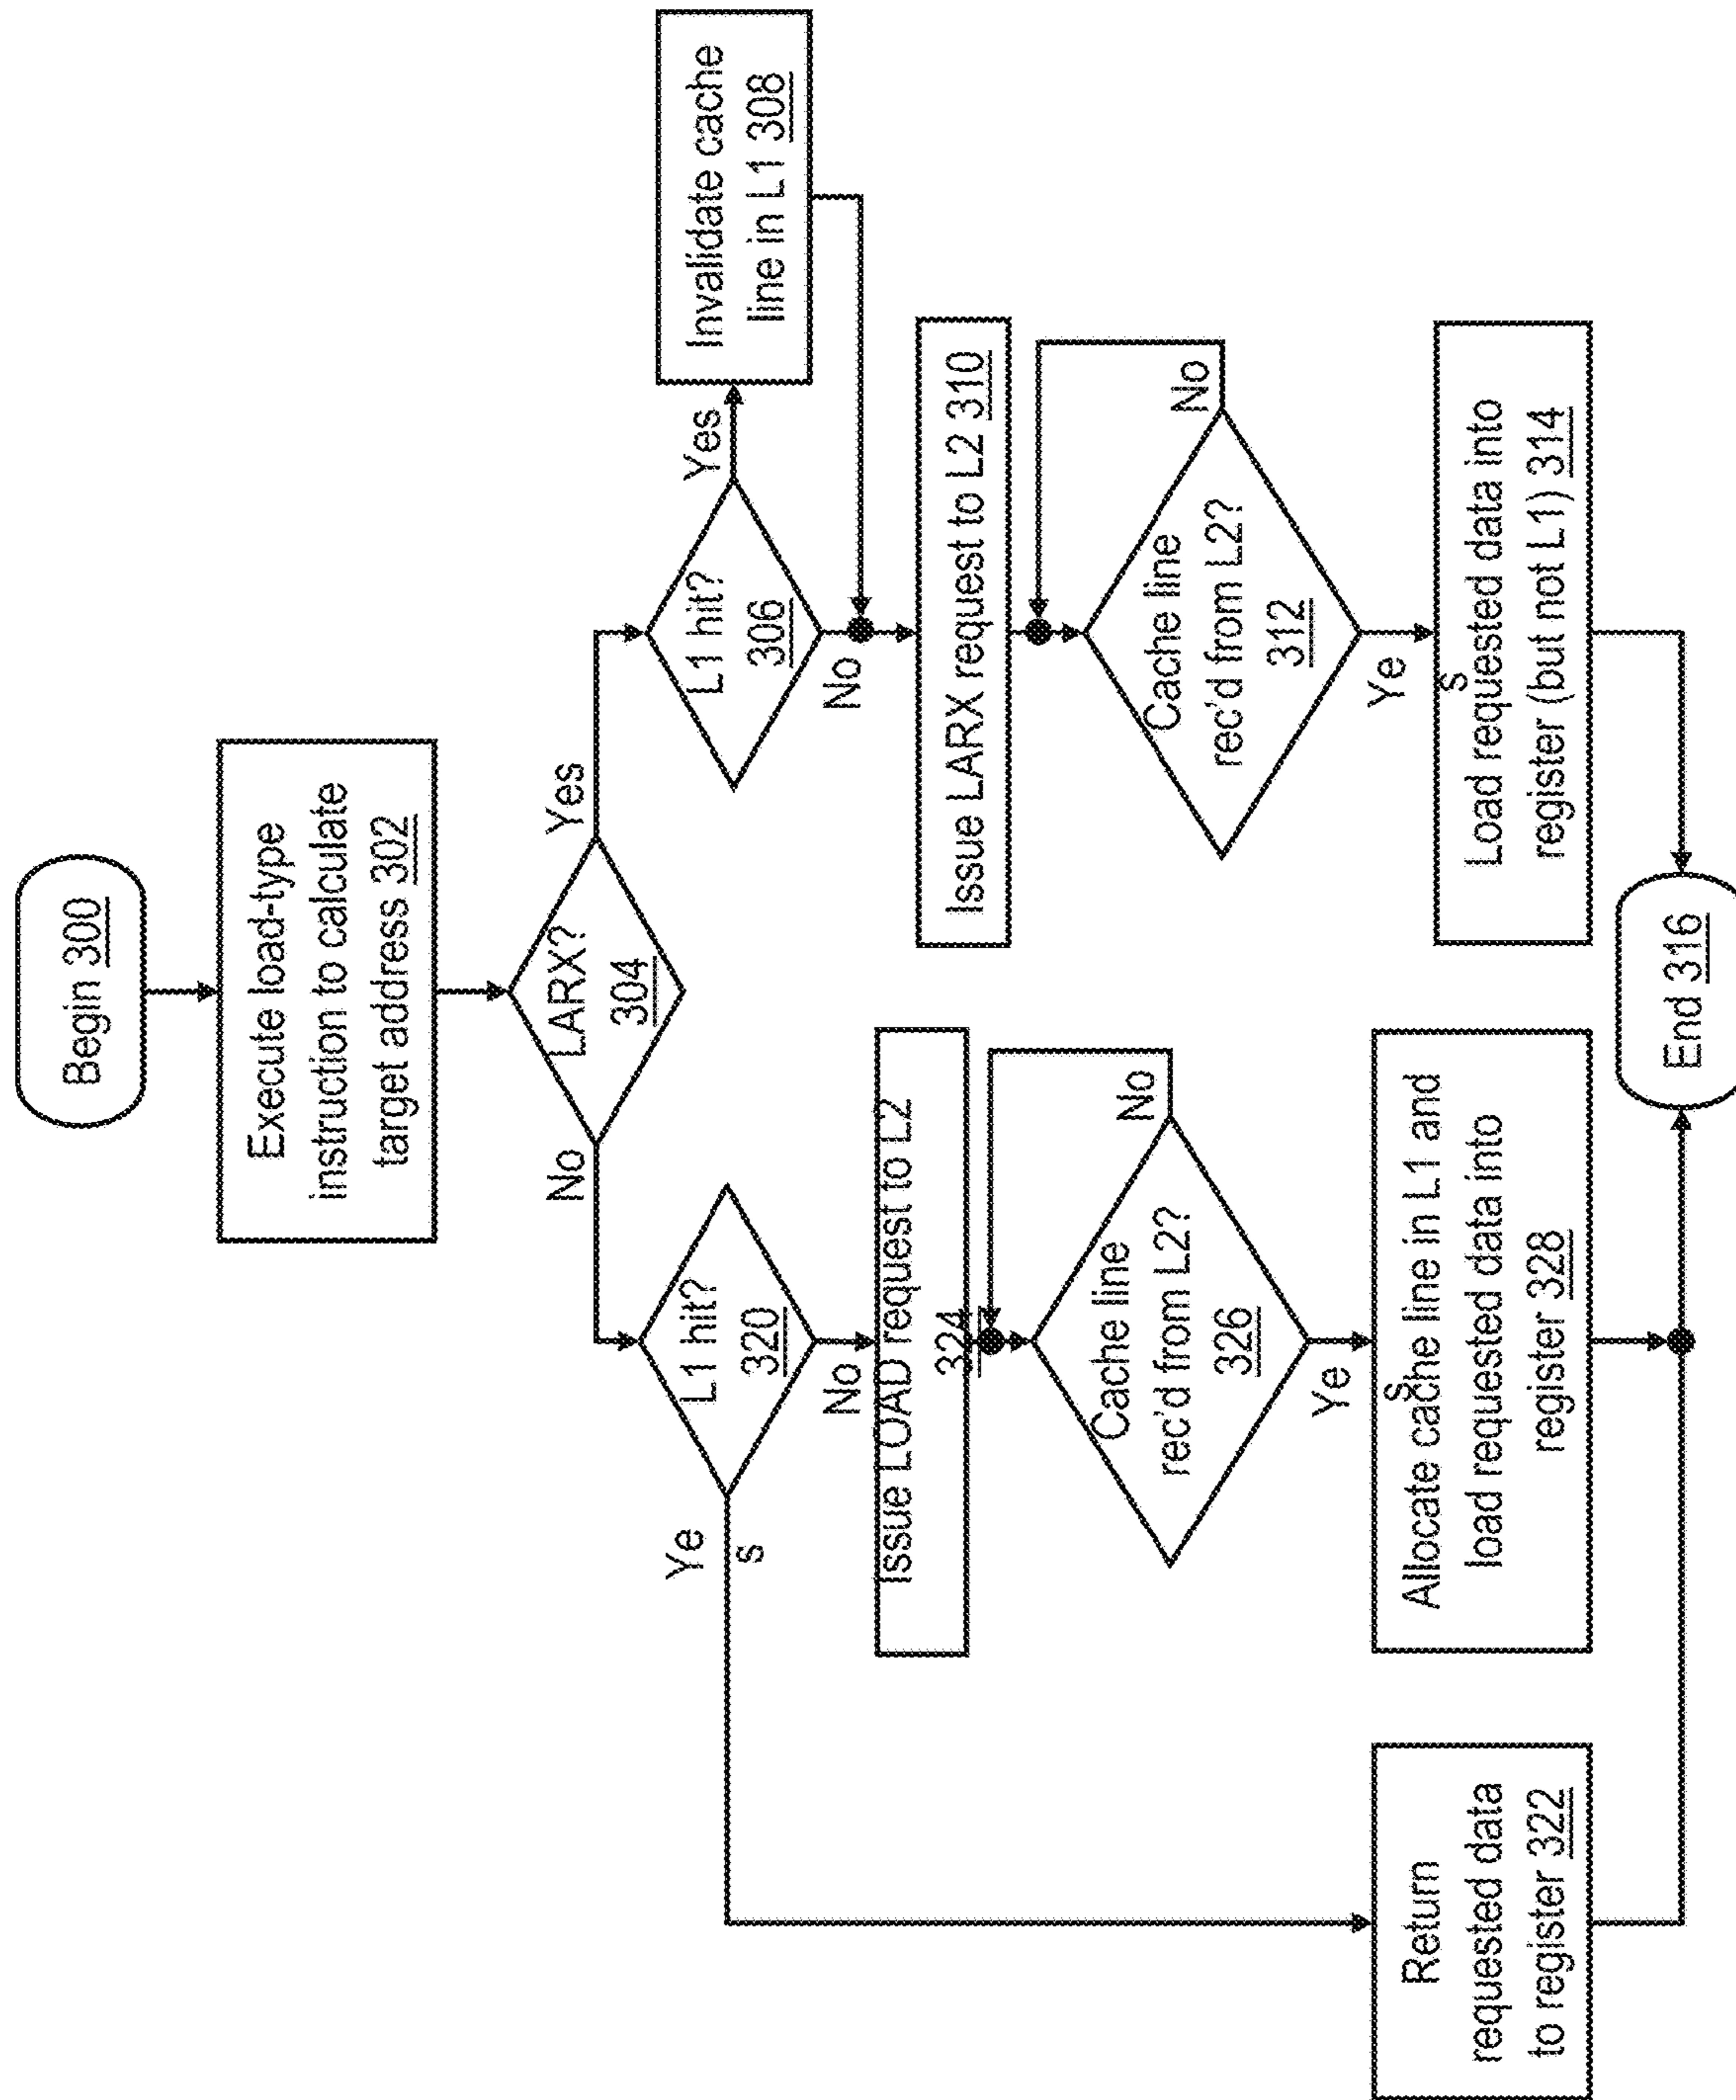 Begin 300
Execute load-type
instruction to calculate
target address 302
LARX?
304
No
Yes
L1 hit?
306
Yes
No
Invalidate cache
line in L1 308
Issue LARX request to L2 310
Cache line
rec'd from L2?
312
No
Ye
s
Load requested data into
register (but not L1) 314
L1 hit?
320
Ye
s
No
Issue LOAD request to L2
324
Cache line
rec'd from L2?
326
No
Ye
s
Allocate cache line in L1 and
load requested data into
register 328
Return
requested data
to register 322
End 316